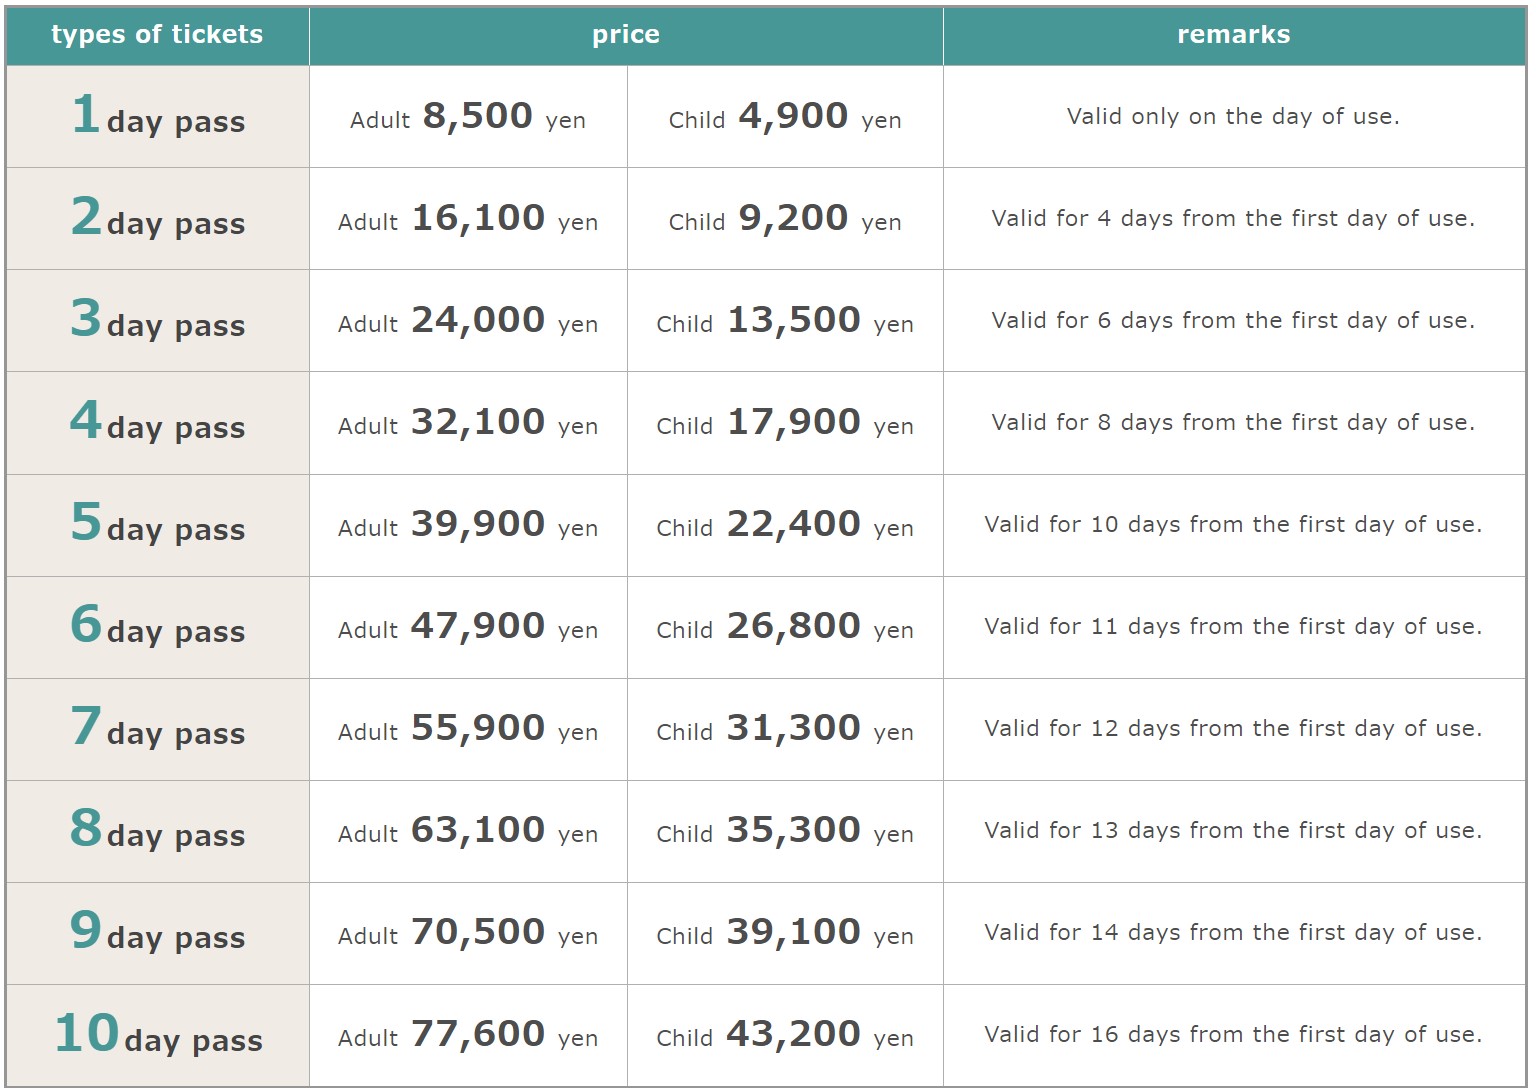 types of tickets price remarks
1 day pass Adult 8,500 yen Child 4,900 yen Valid only on the day of use.
2 day pass Adult 16,100 yen Child 9,200 yen Valid for 4 days from the first day of use.
3 day pass Adult 24,000 yen Child 13,500 yen Valid for 6 days from the first day of use.
4 day pass Adult 32,100 yen Child 17,900 yen Valid for 8 days from the first day of use.
5 day pass Adult 39,900 yen Child 22,400 yen Valid for 10 days from the first day of use.
6 day pass Adult 47,900 yen Child 26,800 yen Valid for 11 days from the first day of use.
7 day pass Adult 55,900 yen Child 31,300 yen Valid for 12 days from the first day of use.
8 day pass Adult 63,100 yen Child 35,300 yen Valid for 13 days from the first day of use.
9 day pass Adult 70,500 yen Child 39,100 yen Valid for 14 days from the first day of use.
10 day pass Adult 77,600 yen Child 43,200 yen Valid for 16 days from the first day of use.